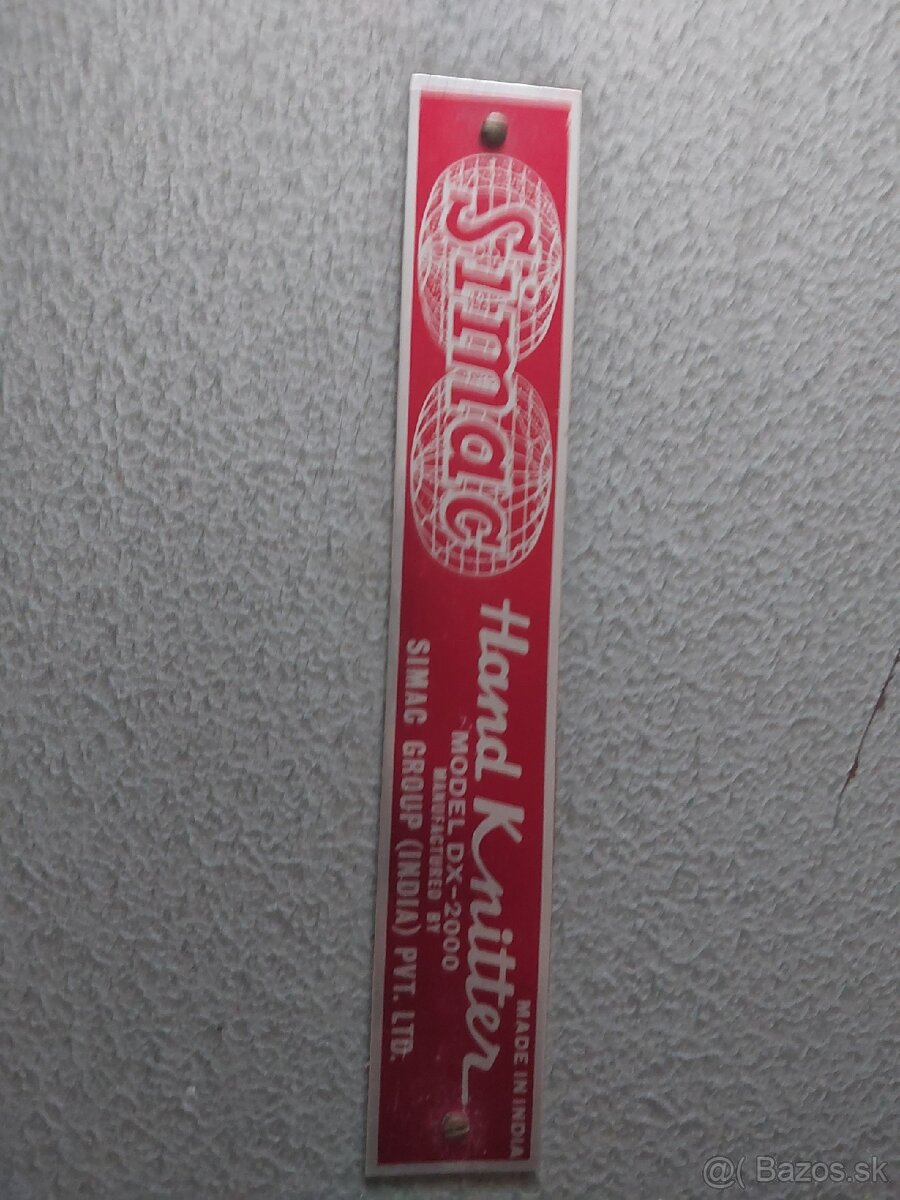 Simac
Hand Knitter
MADE IN INDIA
MODEL DX-2000
MANUFACTURED BY
SIMAC GROUP (INDIA) PVT. LTD.
@( Bazos.sk